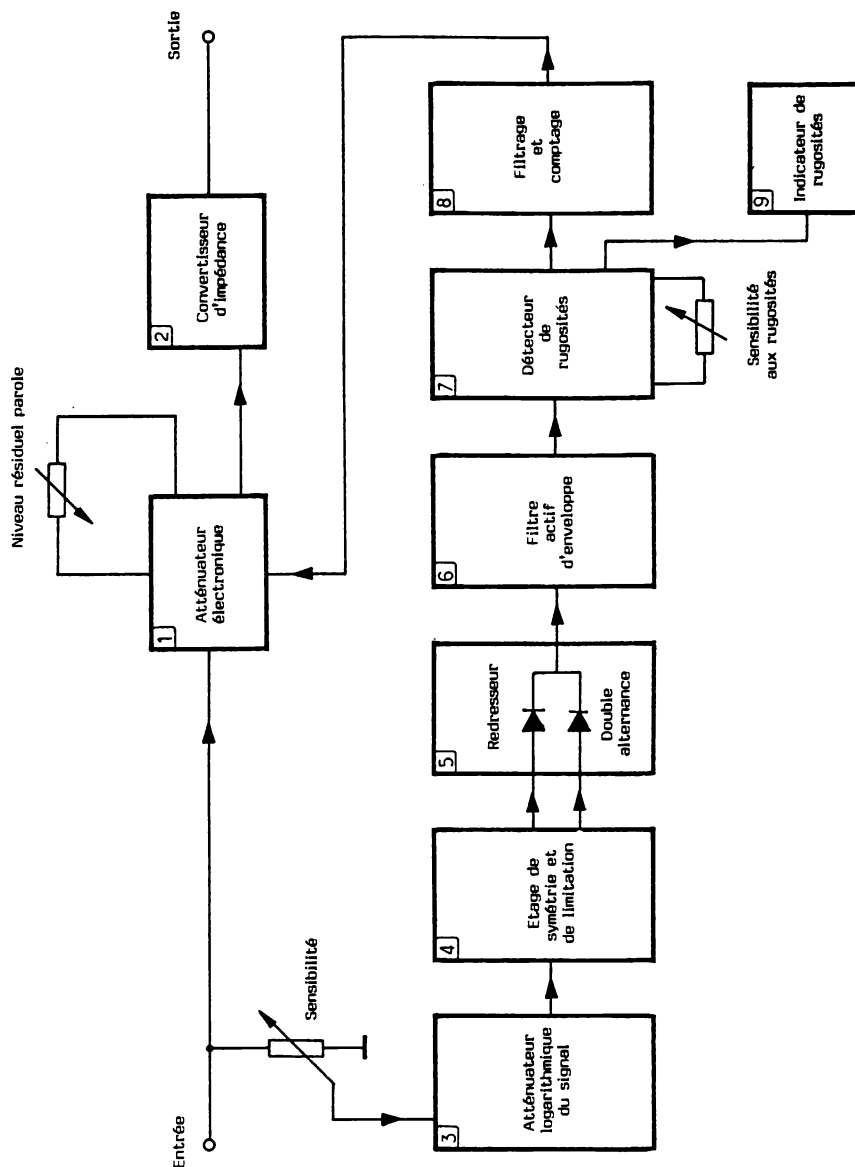 Entrée
Sensibilité
Niveau résiduel parole
Sortie
1
Atténuateur
électronique
2
Convertisseur
d'impédance
3
Atténuateur
logarithmique
du signal
4
Etage de
symétrie et
de limitation
5
Redresseur
Double
alternance
6
Filtre
actif
d'enveloppe
7
Détecteur
de
rugosités
Sensibilité
aux rugosités
8
Filtrage
et
comptage
9
Indicateur de
rugosités